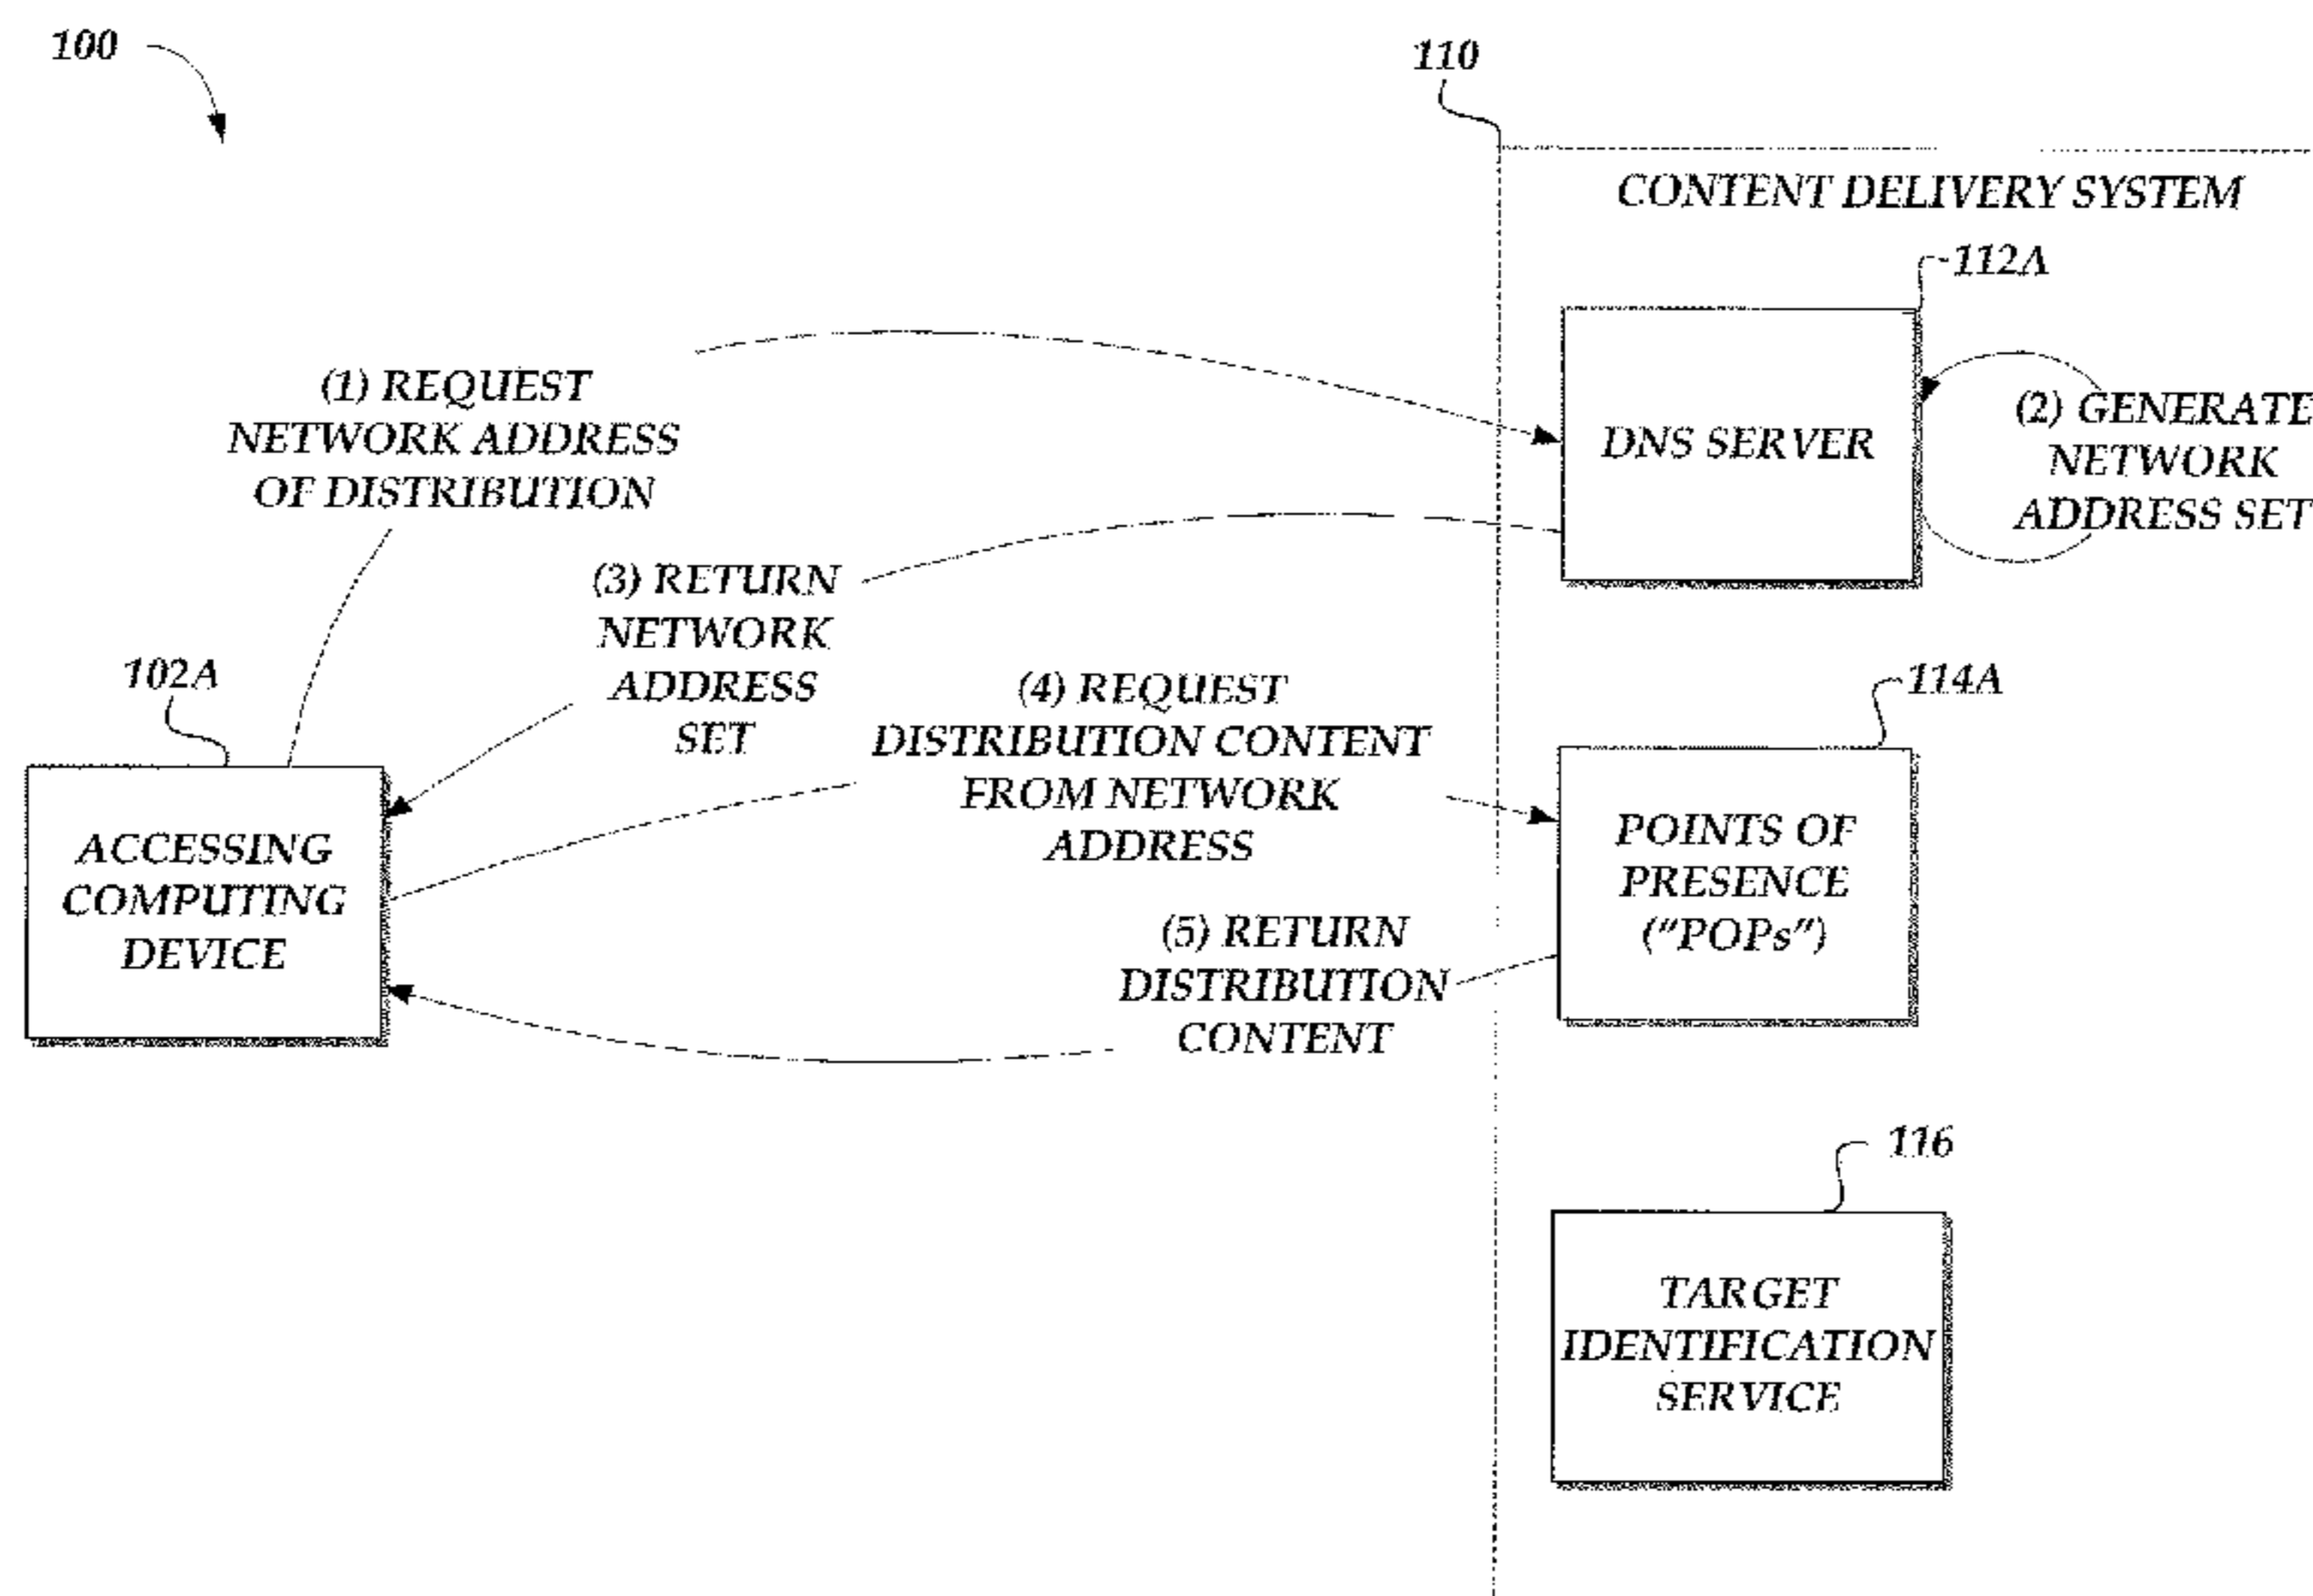 100
110
CONTENT DELIVERY SYSTEM
112A
(1) REQUEST
NETWORK ADDRESS
OF DISTRIBUTION
DNS SERVER
(2) GENERATE
NETWORK
ADDRESS SET
(3) RETURN
NETWORK
ADDRESS
SET
102A
(4) REQUEST
DISTRIBUTION CONTENT
FROM NETWORK
ADDRESS
114A
ACCESSING
COMPUTING
DEVICE
POINTS OF
PRESENCE
("POPs")
(5) RETURN
DISTRIBUTION
CONTENT
116
TARGET
IDENTIFICATION
SERVICE